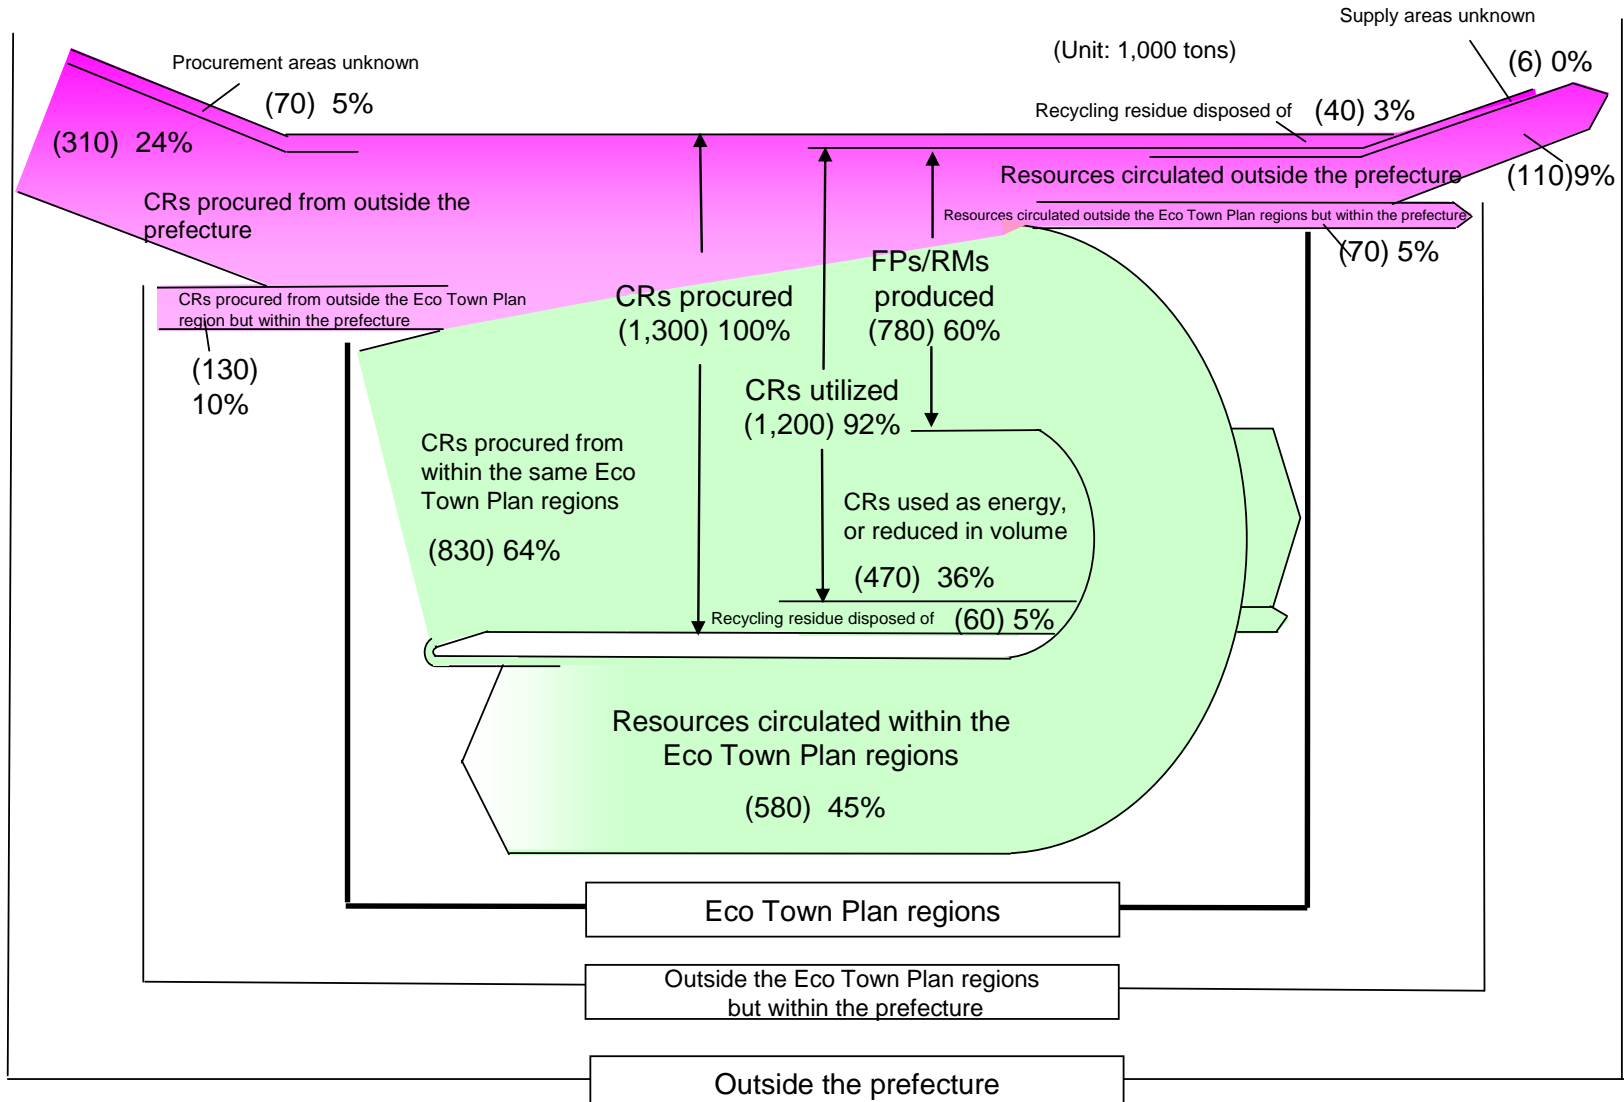 Supply areas unknown
(Unit: 1,000 tons)
(6) 0%
Procurement areas unknown
(70) 5%
Recycling residue disposed of
(40) 3%
(310) 24%
Resources circulated outside the prefecture
(110)9%
CRs procured from outside the
prefecture
Resources circulated outside the Eco Town Plan regions but within the prefecture
(70) 5%
FPs/RMs
produced
(780) 60%
CRs procured
(1,300) 100%
CRs procured from outside the Eco Town Plan
region but within the prefecture
(130)
10%
CRs utilized
(1,200) 92%
CRs procured from
within the same Eco
Town Plan regions
(830) 64%
CRs used as energy,
or reduced in volume
(470) 36%
Recycling residue disposed of
(60) 5%
Resources circulated within the
Eco Town Plan regions
(580) 45%
Eco Town Plan regions
Outside the Eco Town Plan regions
but within the prefecture
Outside the prefecture